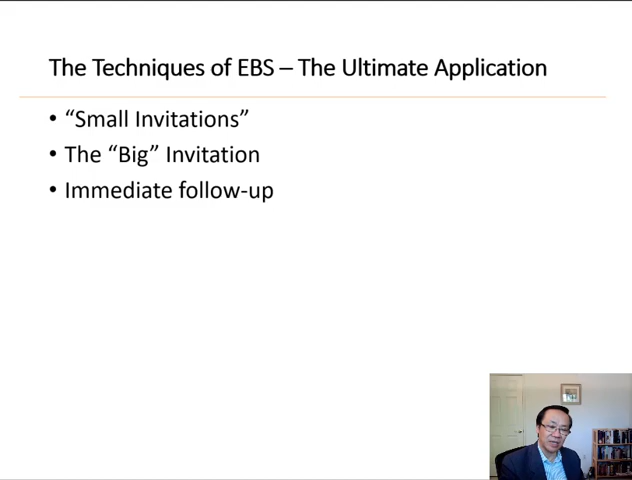 The Techniques of EBS – The Ultimate Application
• “Small Invitations”
• The “Big” Invitation
• Immediate follow-up